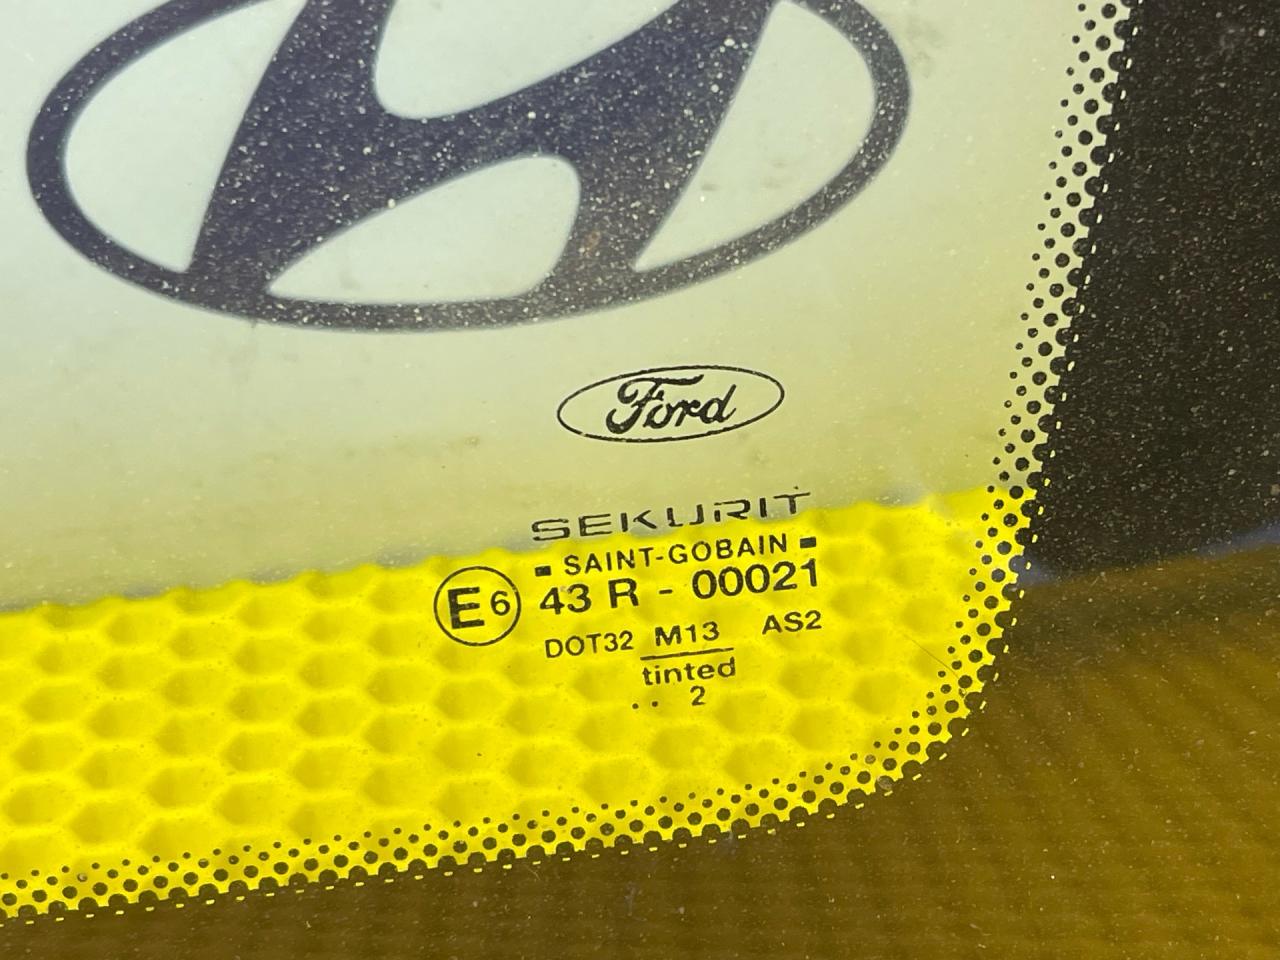 Ford
SEKURIT
SAINT-GOBAIN
E6 43 R - 00021
DOT32 M13 AS2
tinted
. . 2